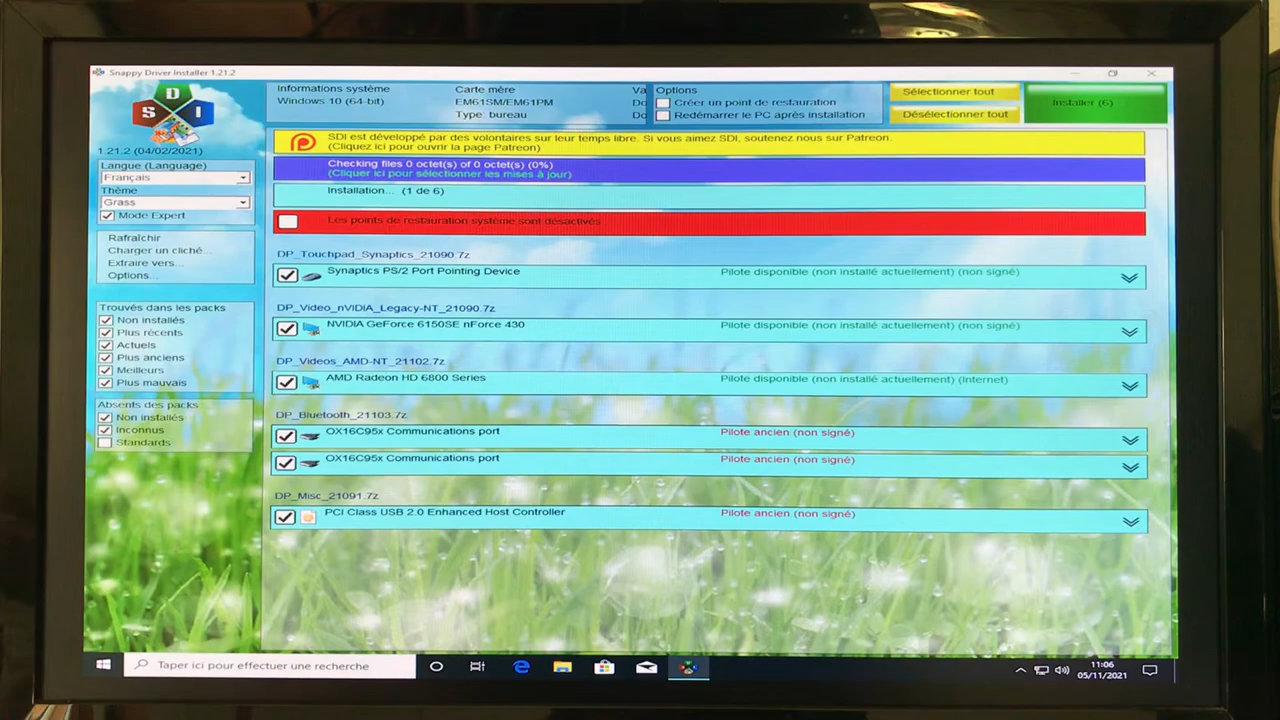 Snappy Driver Installer 1.21.2
D
S
I
1.21.2 (04/02/2021)
Langue (Language)
Français
Thème
Grass
Mode Expert
Rafraîchir
Charger un cliché...
Extraire vers...
Options...
Trouvés dans les packs
Non installés
Plus récents
Actuels
Plus anciens
Meilleurs
Plus mauvais
Absents des packs
Non installés
Inconnus
Standards
Informations système
Windows 10 (64-bit)
Carte mère
EM61SM/EM61PM
Type: bureau
Va
Do
Do
Options
Créer un point de restauration
Redémarrer le PC après installation
Sélectionner tout
Désélectionner tout
Installer (6)
SDI est développé par des volontaires sur leur temps libre. Si vous aimez SDI, soutenez nous sur Patreon.
(Cliquez ici pour ouvrir la page Patreon)
Checking files 0 octet(s) of 0 octet(s) (0%)
(Cliquer ici pour sélectionner les mises à jour)
Installation... (1 de 6)
Les points de restauration système sont désactivés
DP_Touchpad_Synaptics_21090.7z
Synaptics PS/2 Port Pointing Device Pilote disponible (non installé actuellement) (non signé)
DP_Video_nVIDIA_Legacy-NT_21090.7z
NVIDIA GeForce 6150SE nForce 430 Pilote disponible (non installé actuellement) (non signé)
DP_Videos_AMD-NT_21102.7z
AMD Radeon HD 6800 Series Pilote disponible (non installé actuellement) (Internet)
DP_Bluetooth_21103.7z
OX16C95x Communications port Pilote ancien (non signé)
OX16C95x Communications port Pilote ancien (non signé)
DP_Misc_21091.7z
PCI Class USB 2.0 Enhanced Host Controller Pilote ancien (non signé)
Taper ici pour effectuer une recherche
11:06
05/11/2021